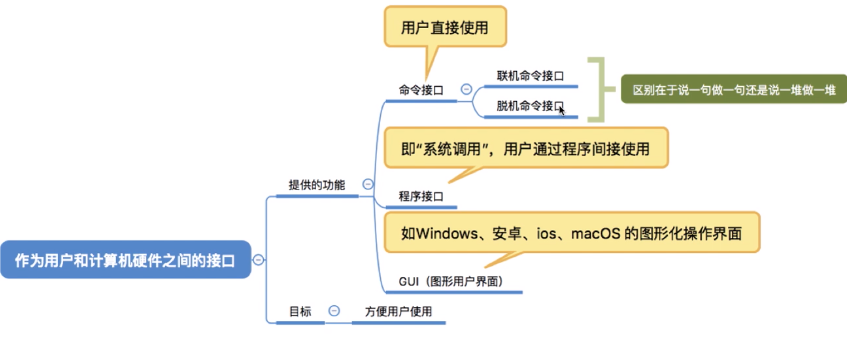 用户直接使用
联机命令接口
命令接口
脱机命令接口
区别在于说一句做一句还是说一堆做一堆
即“系统调用”，用户通过程序间接使用
提供的功能
程序接口
如Windows、安卓、ios、macOS 的图形化操作界面
作为用户和计算机硬件之间的接口
GUI（图形用户界面）
目标
方便用户使用